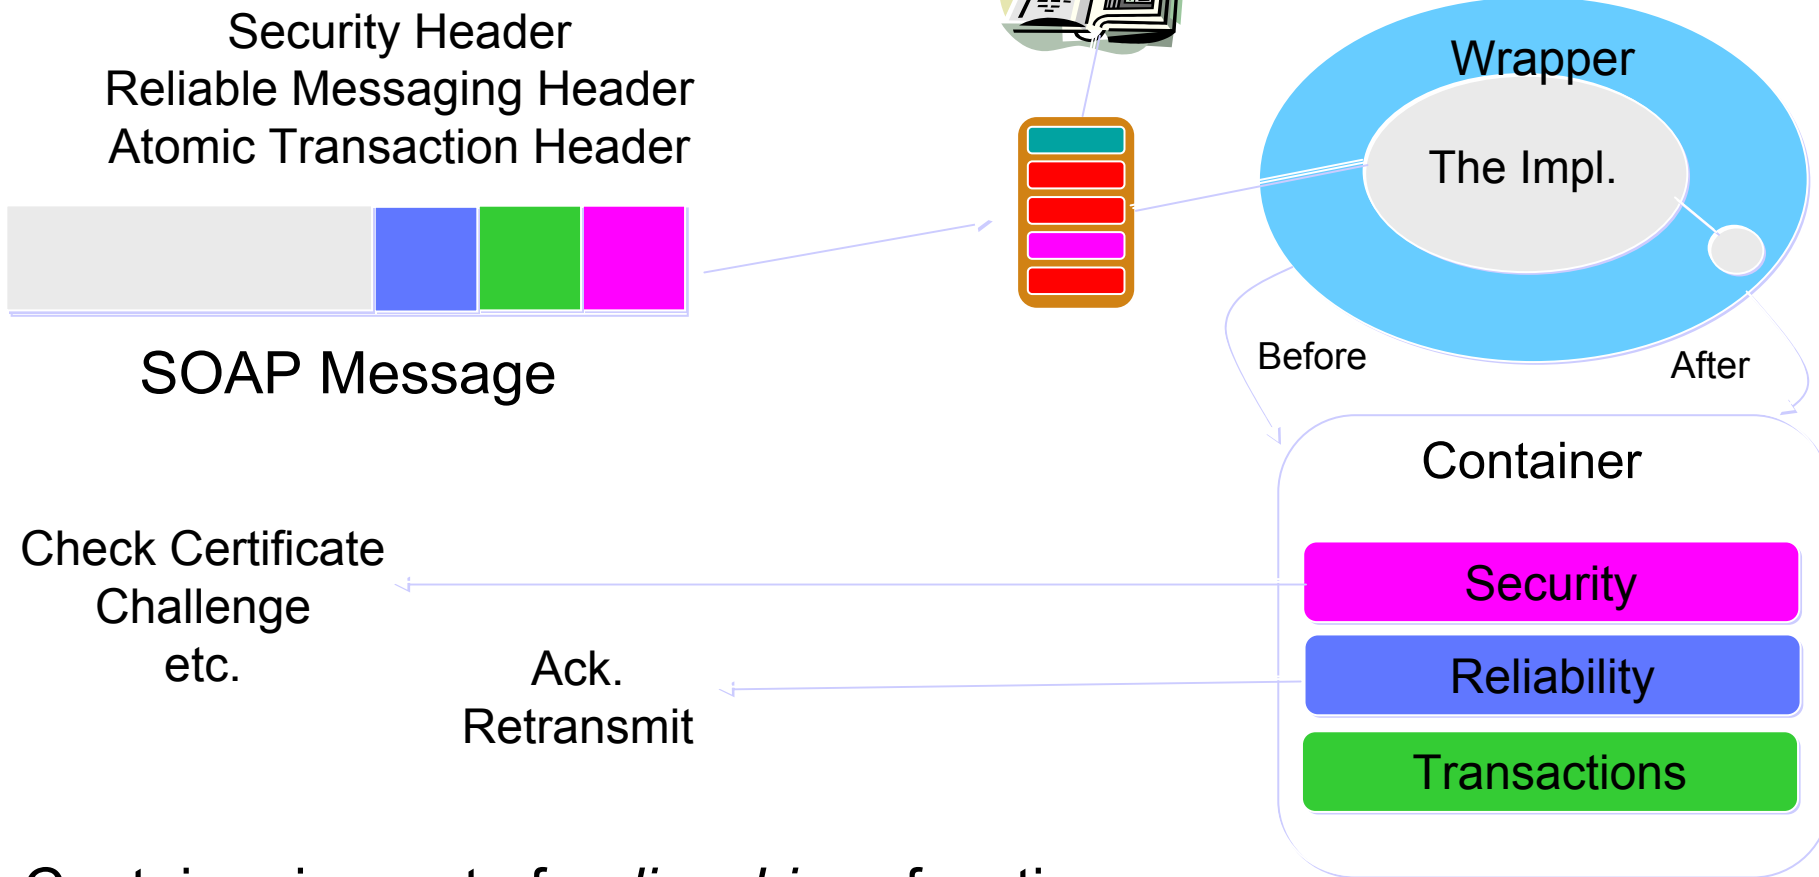 Security Header
Reliable Messaging Header
Atomic Transaction Header
SOAP Message
Wrapper
The Impl.
Before
After
Container
Security
Reliability
Transactions
Check Certificate
Challenge
etc.
Ack.
Retransmit